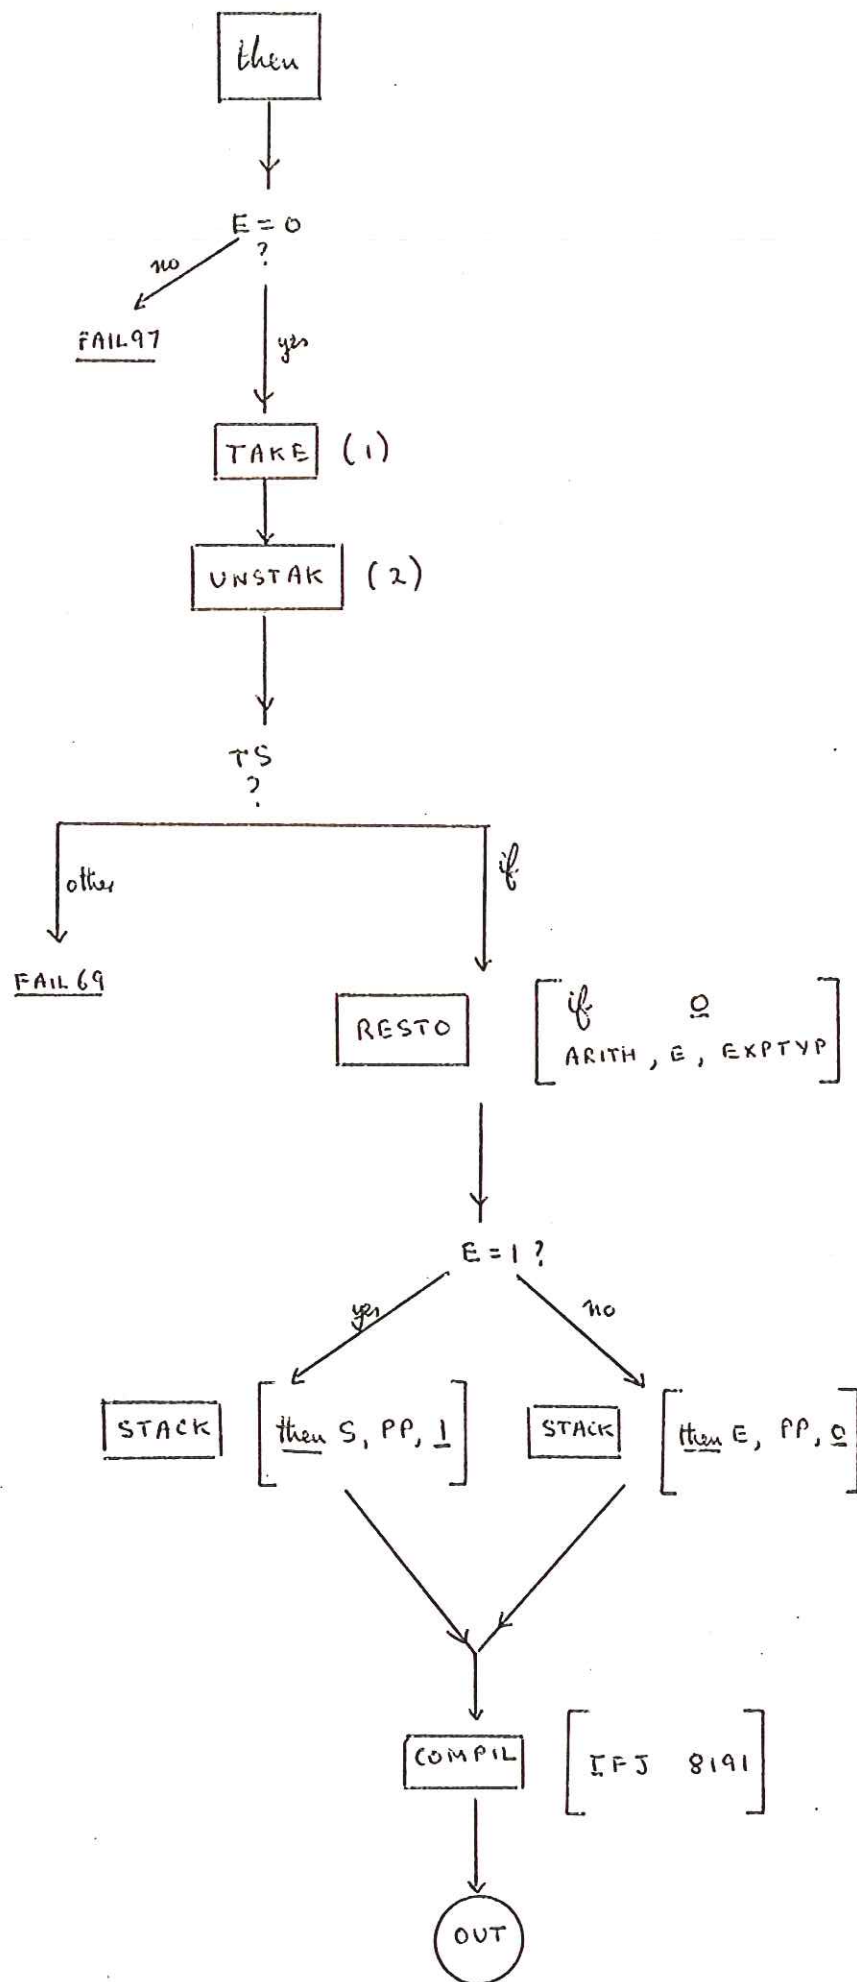 then
E = 0
?
no
FAIL97
yes
TAKE (1)
UNSTAK (2)
TS
?
other
if
FAIL 69
RESTO
if 0
ARITH, E, EXPTYP
E = 1 ?
yes
no
STACK
then S, PP, 1
STACK
then E, PP, 0
COMPIL
IFJ 8191
OUT